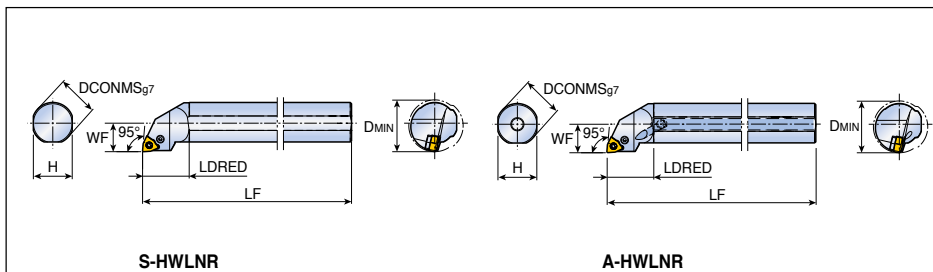 DCONMSg7
WF
95°
H
LDRED
LF
DMIN
S-HWLNR
DCONMSg7
WF
95°
H
LDRED
LF
DMIN
A-HWLNR